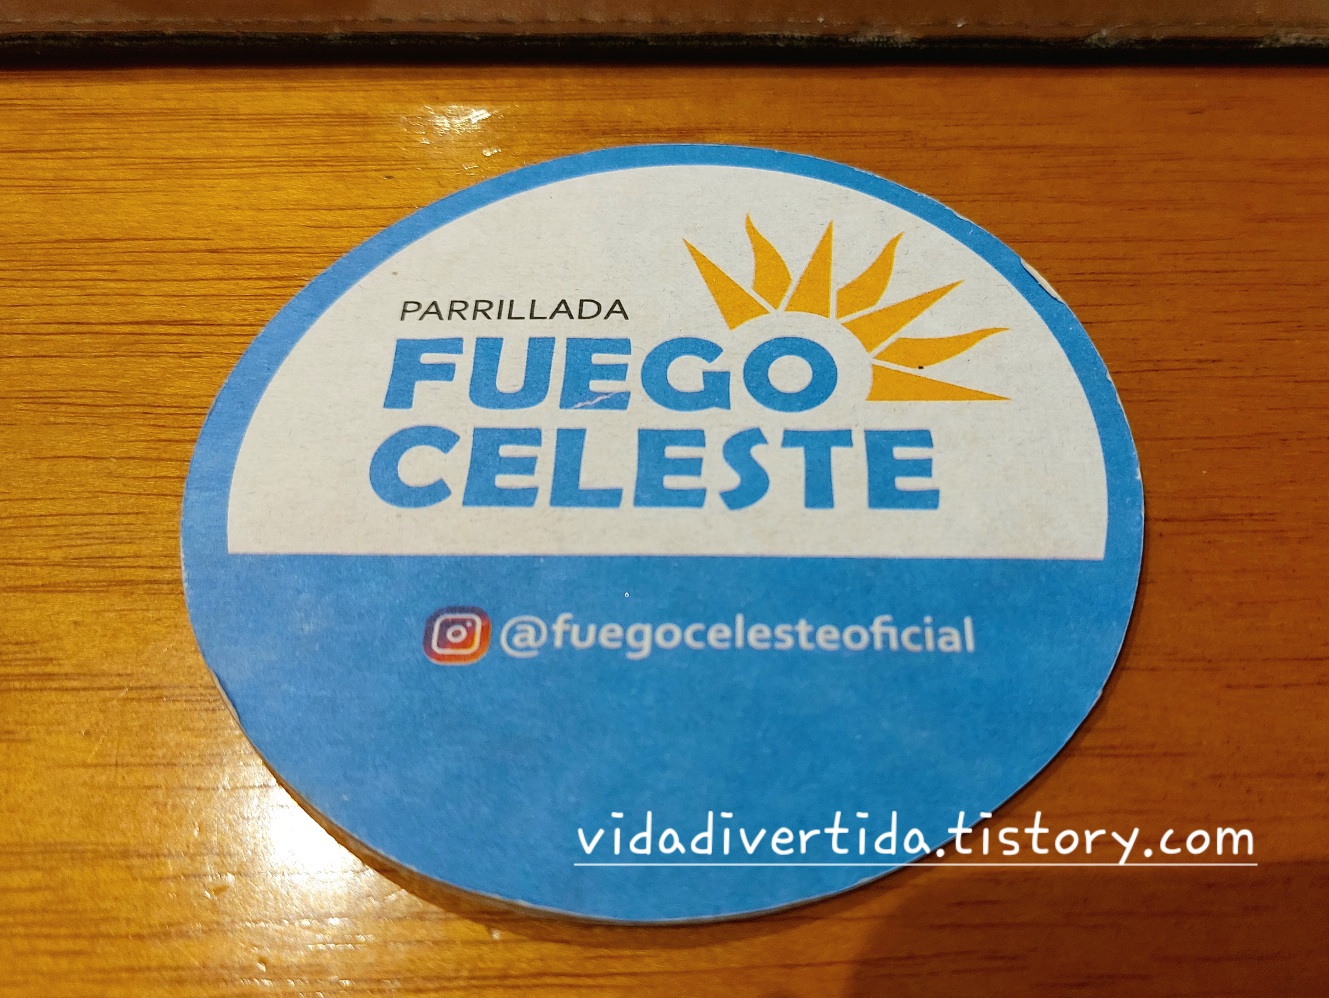 PARRILLADA
FUEGO
CELESTE
@fuegocelesteoficial
vidadivertida.tistory.com